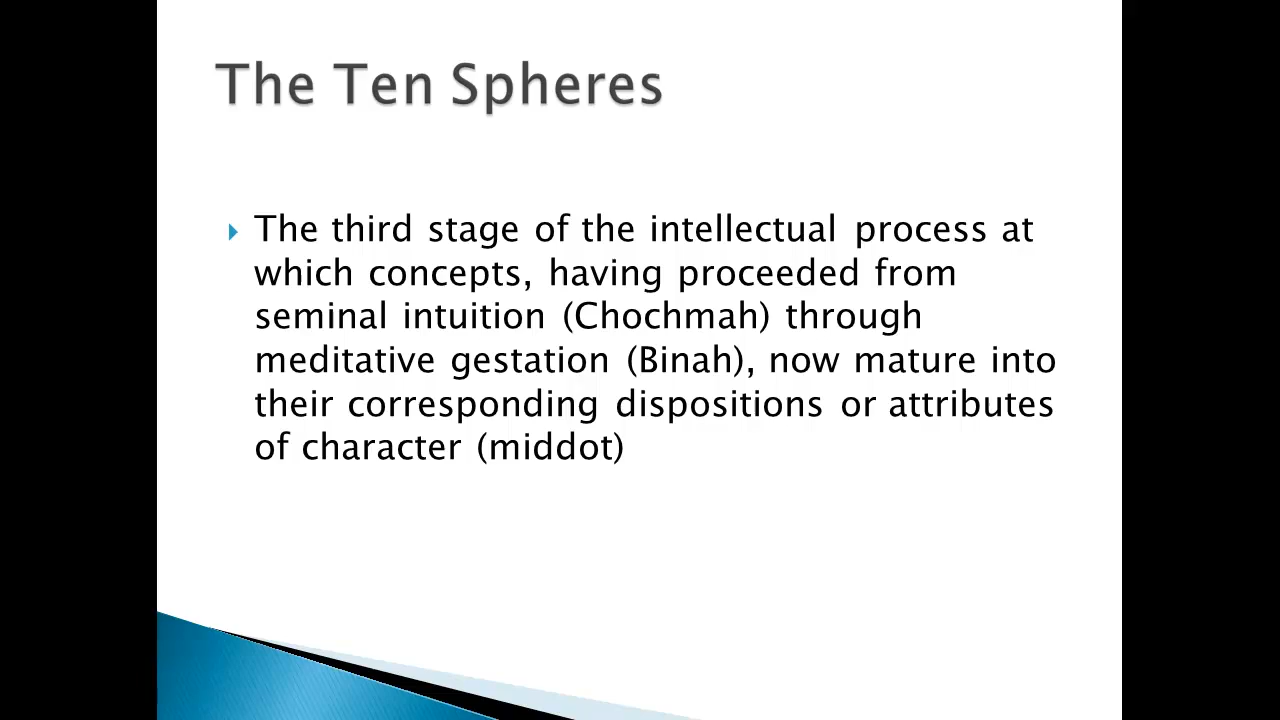 The Ten Spheres
The third stage of the intellectual process at
which concepts, having proceeded from
seminal intuition (Chochmah) through
meditative gestation (Binah), now mature into
their corresponding dispositions or attributes
of character (middot)